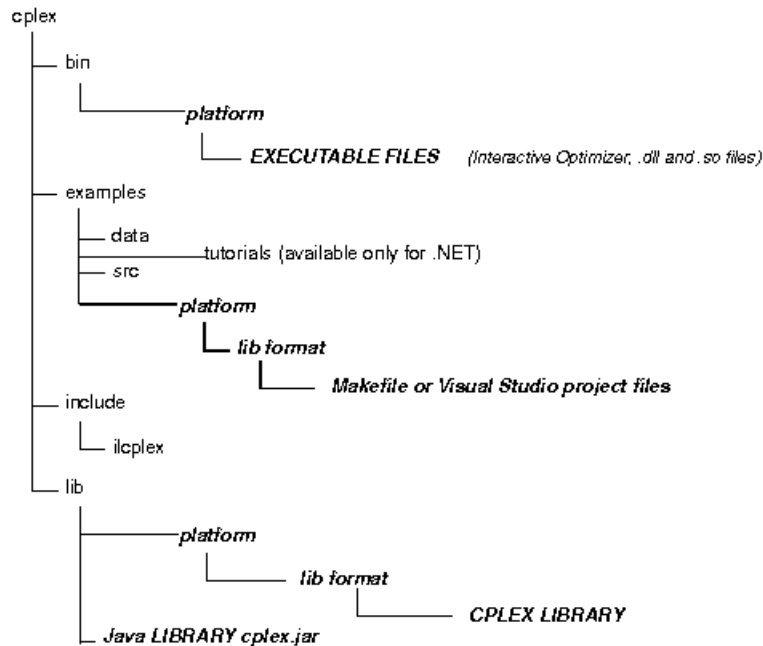 cplex
bin
platform
EXECUTABLE FILES (Interactive Optimizer, .dll and .so files)
examples
data
tutorials (available only for .NET)
src
platform
lib format
Makefile or Visual Studio project files
include
ilcplex
lib
platform
lib format
CPLEX LIBRARY
Java LIBRARY cplex.jar